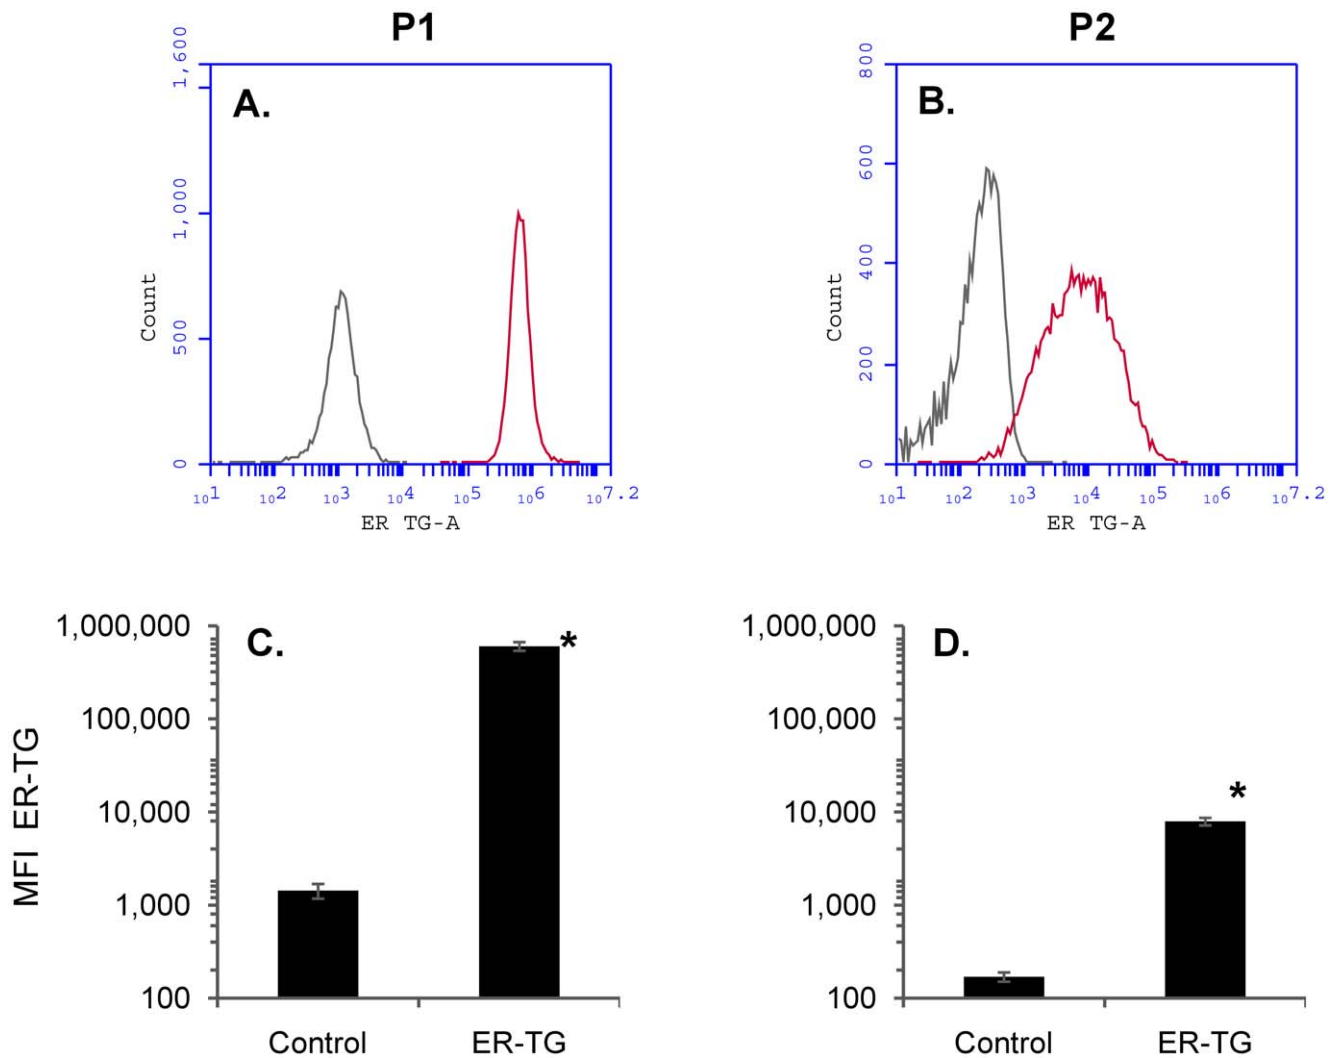 P1
P2
A.
1,600
1,000
500
0
Count
10¹ 10² 10³ 10⁴ 10⁵ 10⁶ 10⁷·²
ER TG-A
B.
800
600
400
200
0
Count
10¹ 10² 10³ 10⁴ 10⁵ 10⁶ 10⁷·²
ER TG-A
MFI ER-TG
C.
1,000,000
100,000
10,000
1,000
100
*
Control ER-TG
D.
1,000,000
100,000
10,000
1,000
100
*
Control ER-TG